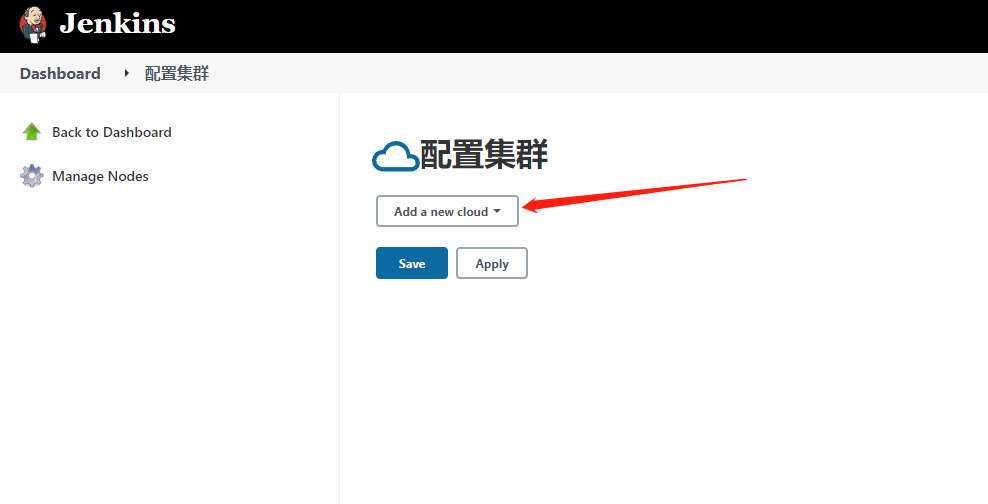 Jenkins
Dashboard 配置集群
Back to Dashboard
Manage Nodes
配置集群
Add a new cloud
Save Apply